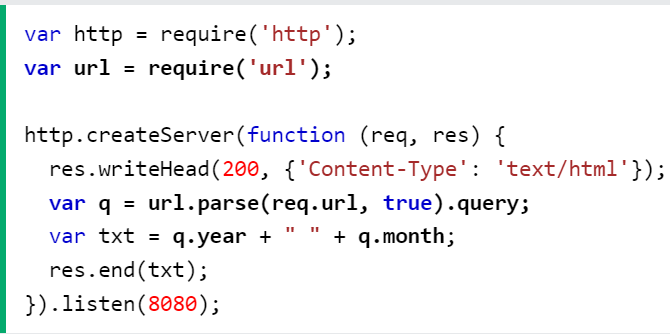 var http = require('http');
var url = require('url');
http.createServer(function (req, res) {
res.writeHead(200, {'Content-Type': 'text/html'});
var q = url.parse(req.url, true).query;
var txt = q.year + " " + q.month;
res.end(txt);
}).listen(8080);